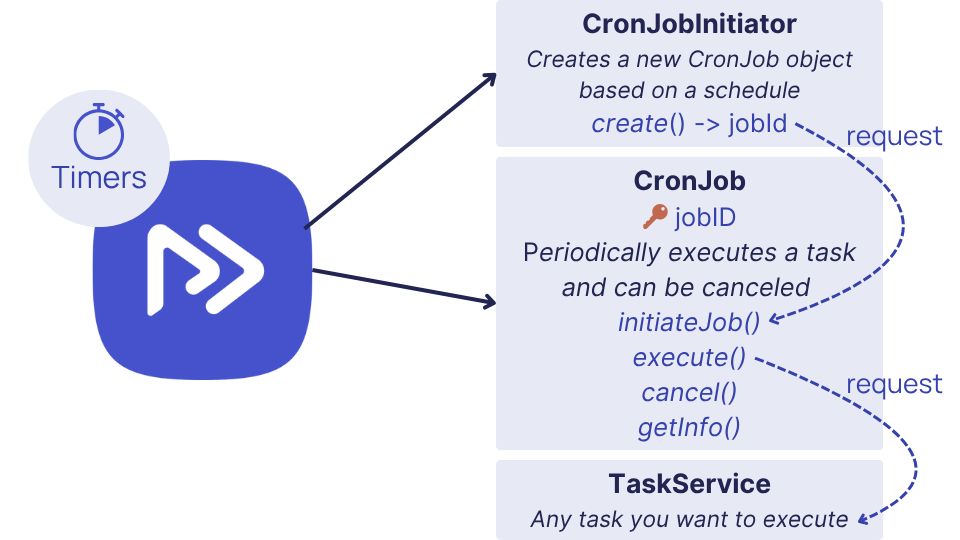 Timers
CronJobInitiator
Creates a new CronJob object
based on a schedule
create() -> jobId
request
CronJob
jobID
Periodically executes a task
and can be canceled
initiateJob()
execute()
request
cancel()
getInfo()
TaskService
Any task you want to execute